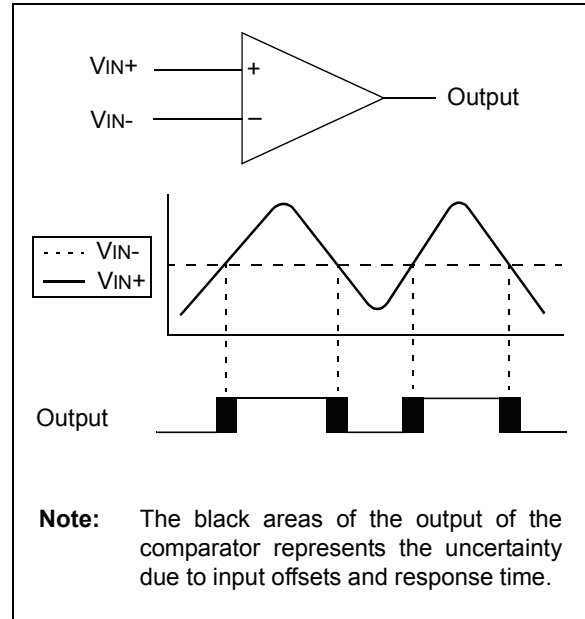 VIN+
+
Output
VIN-
–
VIN-
VIN+
Output
Note: The black areas of the output of the
comparator represents the uncertainty
due to input offsets and response time.